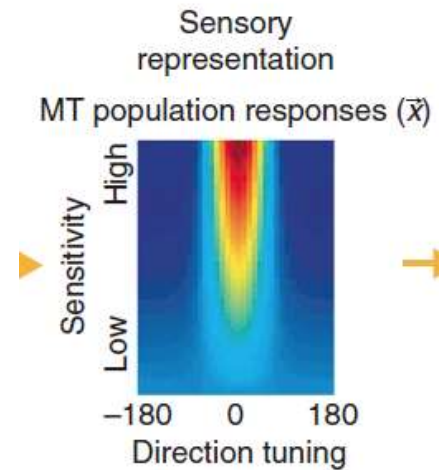 Sensory
representation
MT population responses (x⃗)
High
Sensitivity
Low
−180 0 180
Direction tuning